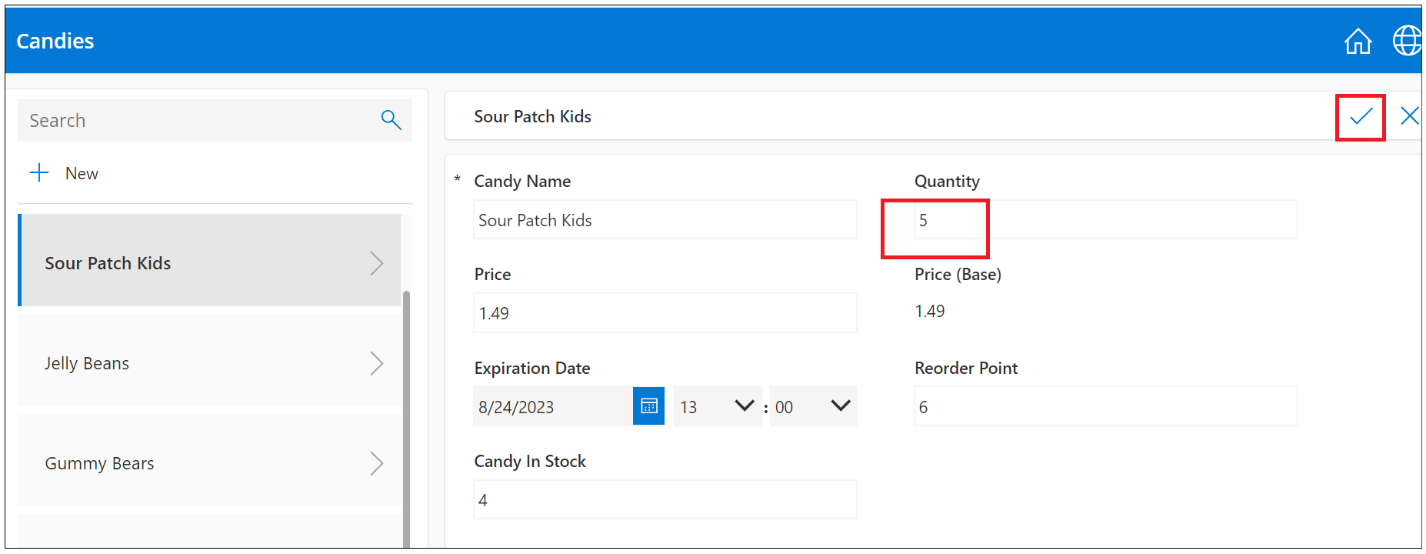 Candies
Search
New
Sour Patch Kids
Jelly Beans
Gummy Bears
Sour Patch Kids
* Candy Name
Quantity
Sour Patch Kids
5
Price
Price (Base)
1.49
1.49
Expiration Date
Reorder Point
8/24/2023 13 : 00
6
Candy In Stock
4